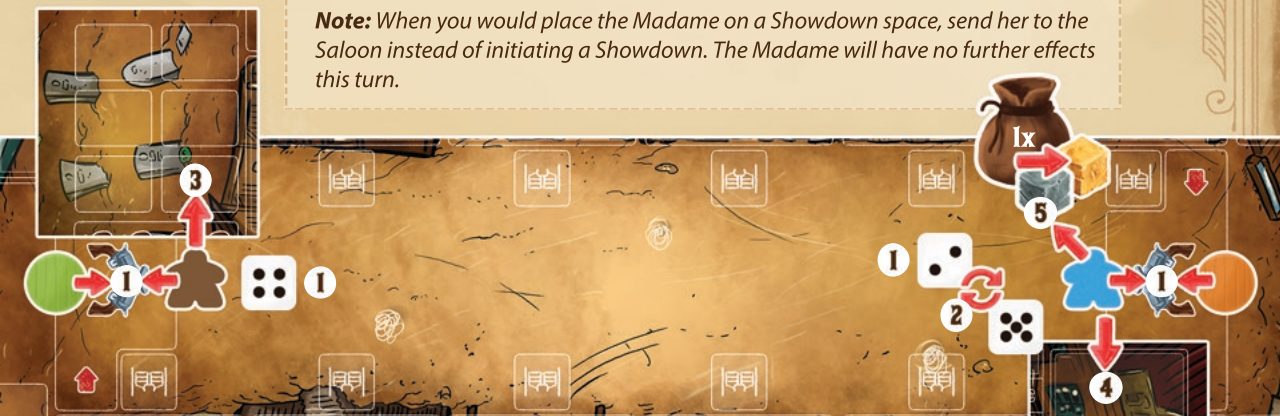 Note: When you would place the Madame on a Showdown space, send her to the
Saloon instead of initiating a Showdown. The Madame will have no further effects
this turn.
1x
3
5
1
1
1
2
1
4